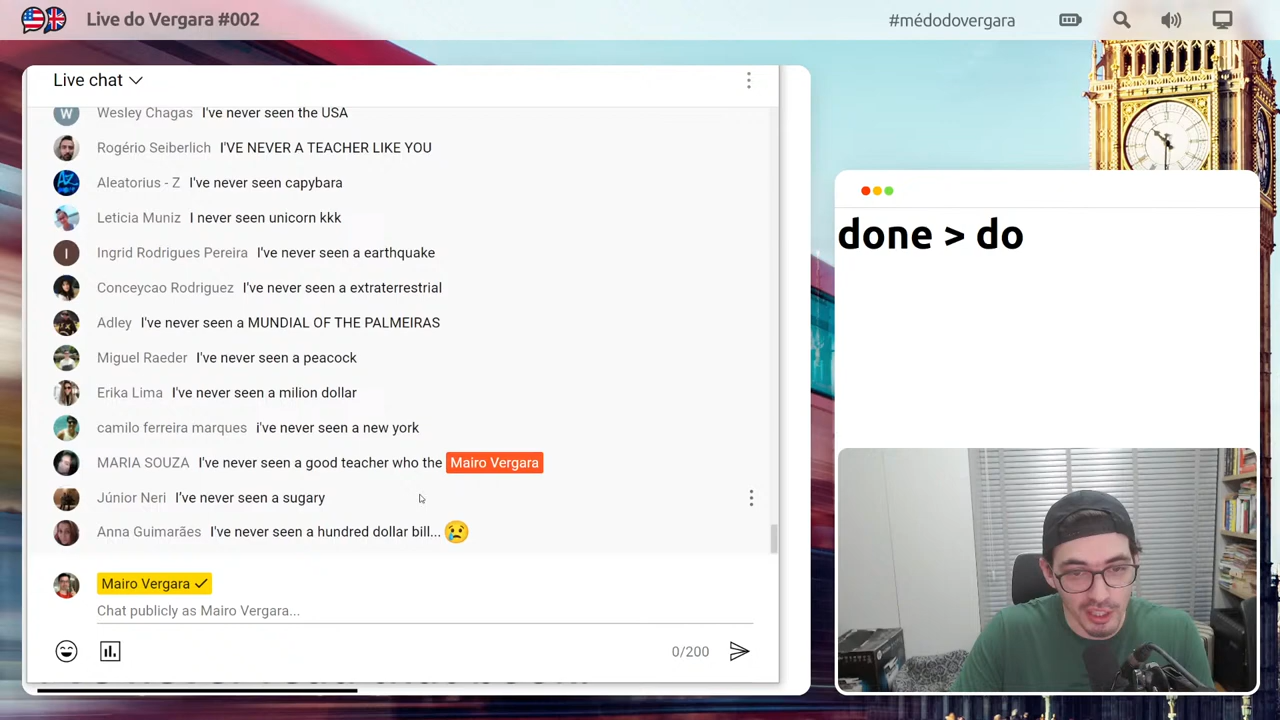 Live do Vergara #002
#médodovergara
Live chat
Wesley Chagas I've never seen the USA
Rogério Seiberlich I'VE NEVER A TEACHER LIKE YOU
Aleatorius - Z I've never seen capybara
Leticia Muniz I never seen unicorn kkk
Ingrid Rodrigues Pereira I've never seen a earthquake
Conceycao Rodriguez I've never seen a extraterrestrial
Adley I've never seen a MUNDIAL OF THE PALMEIRAS
Miguel Raeder I've never seen a peacock
Erika Lima I've never seen a milion dollar
camilo ferreira marques i've never seen a new york
MARIA SOUZA I've never seen a good teacher who the Mairo Vergara
Júnior Neri I've never seen a sugary
Anna Guimarães I've never seen a hundred dollar bill...
Mairo Vergara
Chat publicly as Mairo Vergara...
0/200
done > do